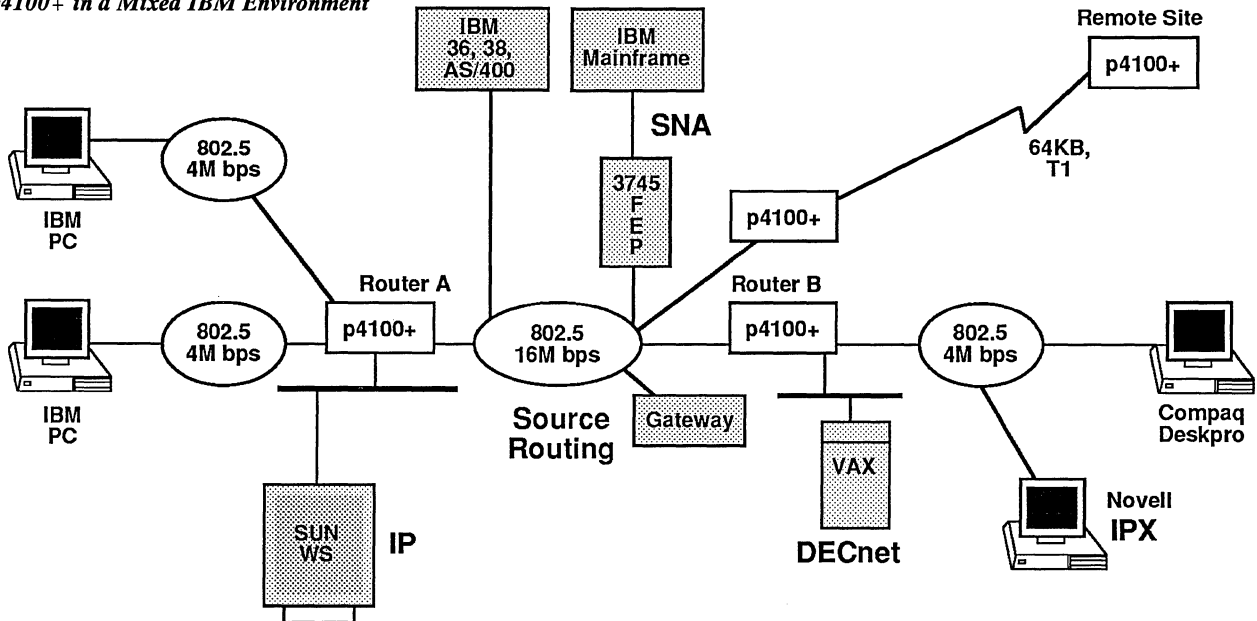 4100+ in a Mixed IBM Environment
IBM
36, 38,
AS/400
IBM
Mainframe
Remote Site
p4100+
SNA
64KB,
T1
802.5
4M bps
IBM
PC
3745
F
E
P
p4100+
Router A
p4100+
Router B
p4100+
802.5
4M bps
802.5
16M bps
802.5
4M bps
IBM
PC
Source
Routing
Gateway
Compaq
Deskpro
VAX
DECnet
Novell
IPX
SUN
WS
IP